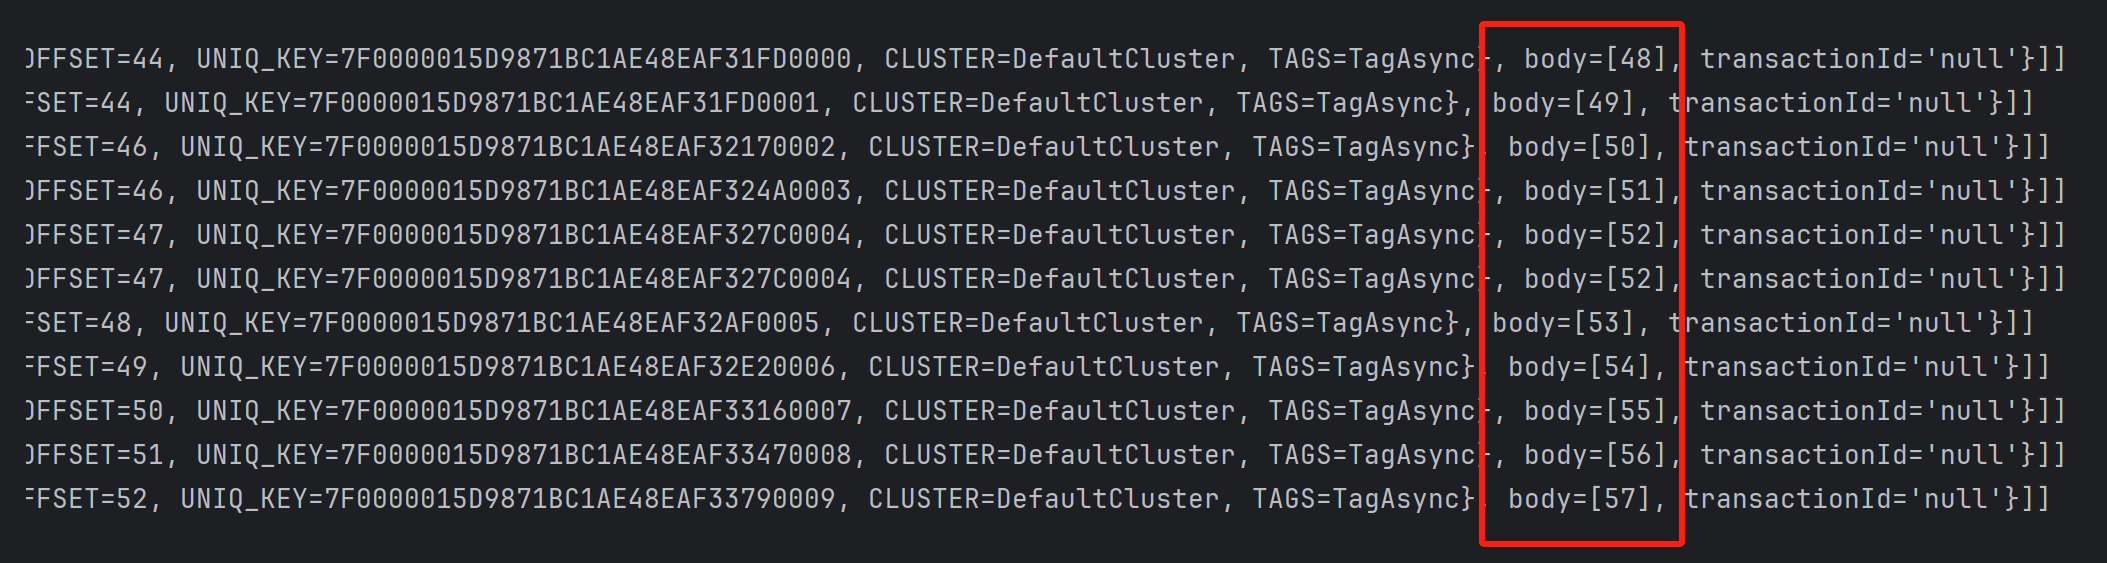 OFFSET=44, UNIQ_KEY=7F0000015D9871BC1AE48EAF31FD0000, CLUSTER=DefaultCluster, TAGS=TagAsync}, body=[48], transactionId='null'}]]
FSET=44, UNIQ_KEY=7F0000015D9871BC1AE48EAF31FD0001, CLUSTER=DefaultCluster, TAGS=TagAsync}, body=[49], transactionId='null'}]]
FFSET=46, UNIQ_KEY=7F0000015D9871BC1AE48EAF32170002, CLUSTER=DefaultCluster, TAGS=TagAsync}, body=[50], transactionId='null'}]]
OFFSET=46, UNIQ_KEY=7F0000015D9871BC1AE48EAF324A0003, CLUSTER=DefaultCluster, TAGS=TagAsync}, body=[51], transactionId='null'}]]
OFFSET=47, UNIQ_KEY=7F0000015D9871BC1AE48EAF327C0004, CLUSTER=DefaultCluster, TAGS=TagAsync}, body=[52], transactionId='null'}]]
OFFSET=47, UNIQ_KEY=7F0000015D9871BC1AE48EAF327C0004, CLUSTER=DefaultCluster, TAGS=TagAsync}, body=[52], transactionId='null'}]]
FSET=48, UNIQ_KEY=7F0000015D9871BC1AE48EAF32AF0005, CLUSTER=DefaultCluster, TAGS=TagAsync}, body=[53], transactionId='null'}]]
FFSET=49, UNIQ_KEY=7F0000015D9871BC1AE48EAF32E20006, CLUSTER=DefaultCluster, TAGS=TagAsync}, body=[54], transactionId='null'}]]
OFFSET=50, UNIQ_KEY=7F0000015D9871BC1AE48EAF33160007, CLUSTER=DefaultCluster, TAGS=TagAsync}, body=[55], transactionId='null'}]]
OFFSET=51, UNIQ_KEY=7F0000015D9871BC1AE48EAF33470008, CLUSTER=DefaultCluster, TAGS=TagAsync}, body=[56], transactionId='null'}]]
FFSET=52, UNIQ_KEY=7F0000015D9871BC1AE48EAF33790009, CLUSTER=DefaultCluster, TAGS=TagAsync}, body=[57], transactionId='null'}]]